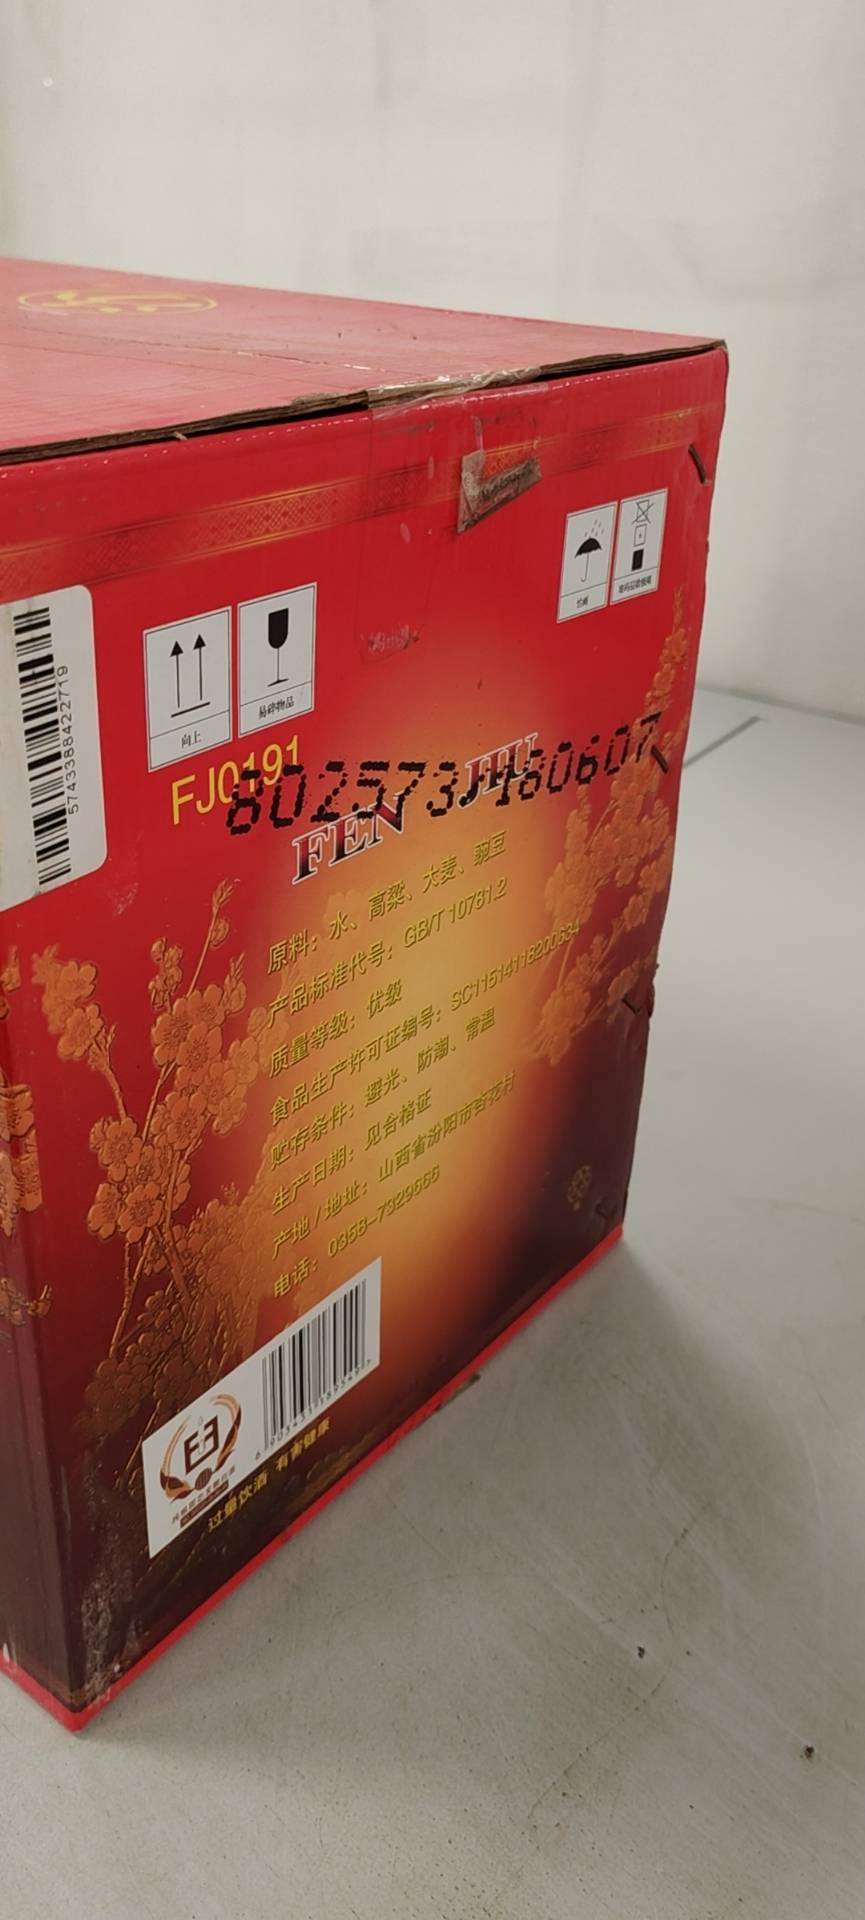 5743388422719
向上
易碎物品
FJ0191
802573J180607
FEN JIU
原料：水、高粱、大麦、豌豆
产品标准代号：GB/T 10781.2
质量等级：优级
食品生产许可证编号：SC11514118200634
贮存条件：避光、防潮、常温
生产日期：见合格证
产地/地址：山西省汾阳市杏花村
电话：0358-7329666
过量饮酒 有害健康